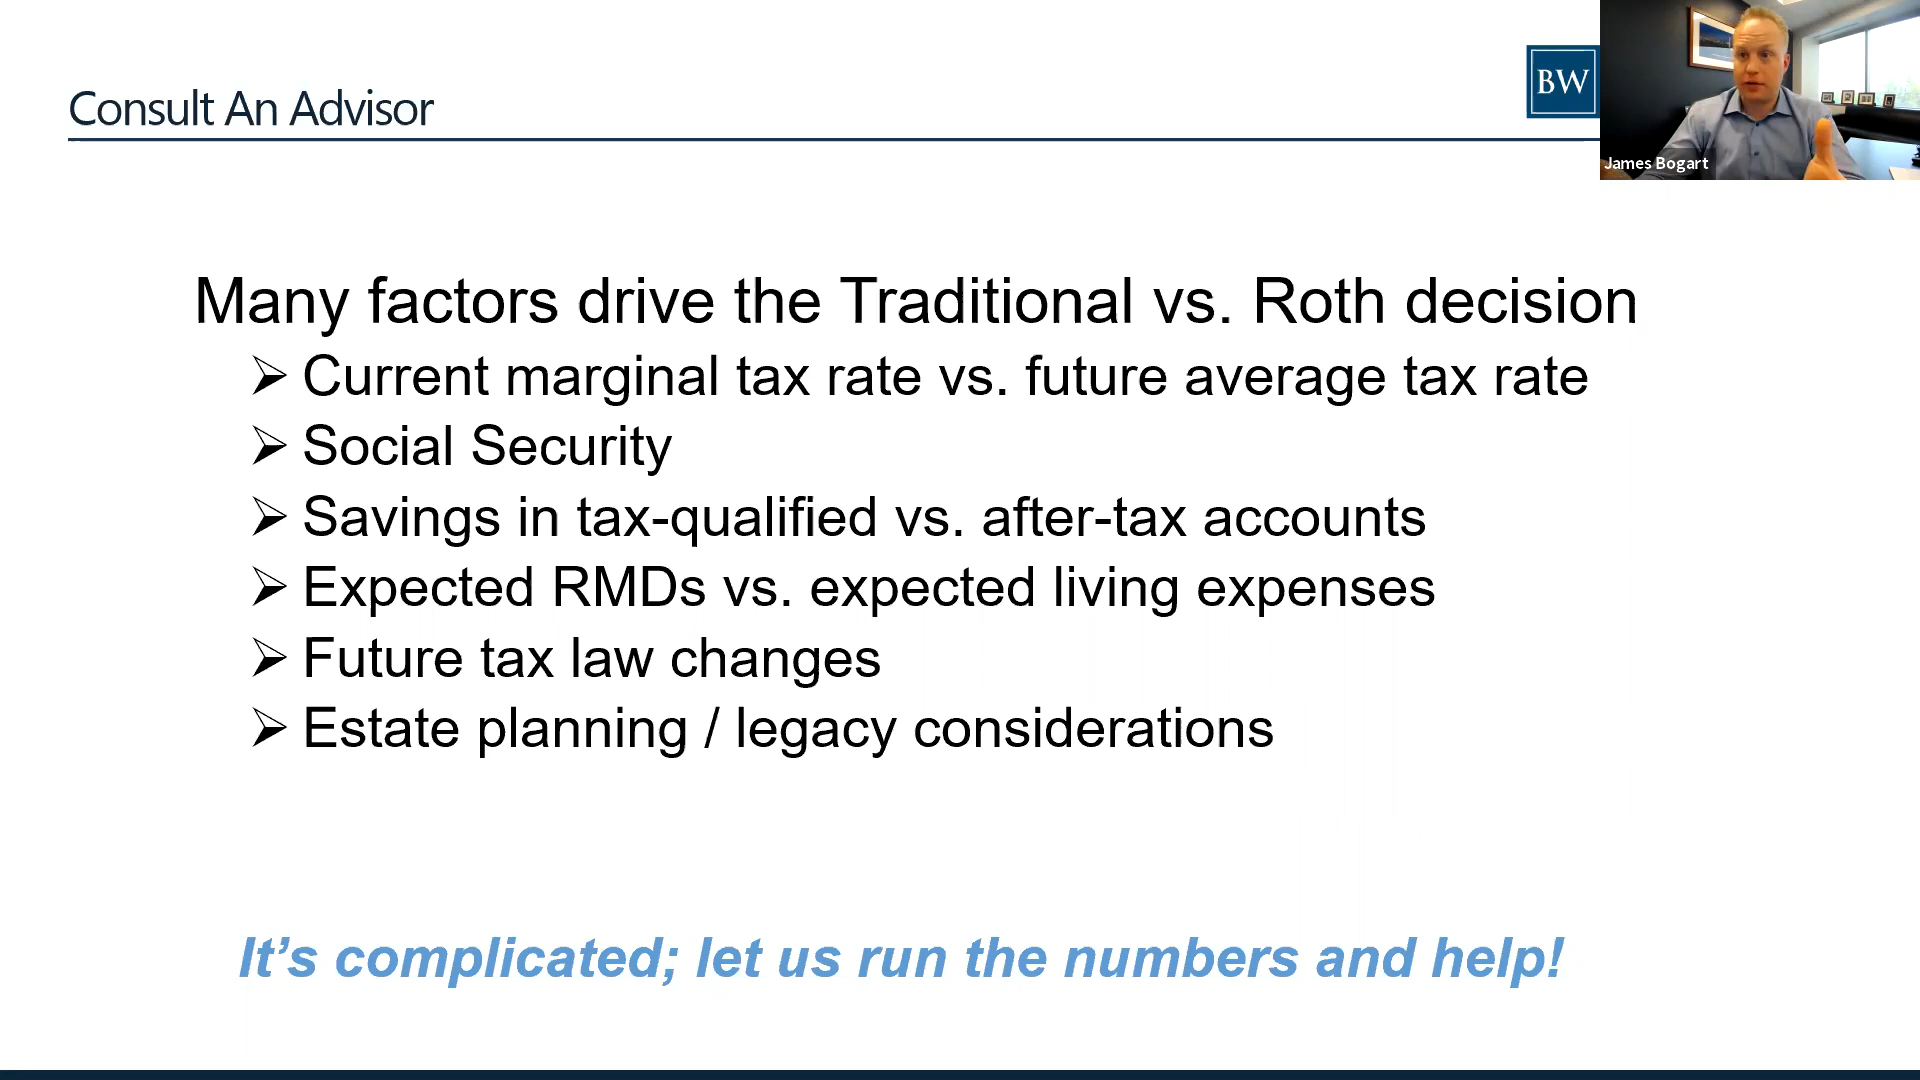 Consult An Advisor
BW
James Bogart
Many factors drive the Traditional vs. Roth decision
➢ Current marginal tax rate vs. future average tax rate
➢ Social Security
➢ Savings in tax-qualified vs. after-tax accounts
➢ Expected RMDs vs. expected living expenses
➢ Future tax law changes
➢ Estate planning / legacy considerations
It’s complicated; let us run the numbers and help!